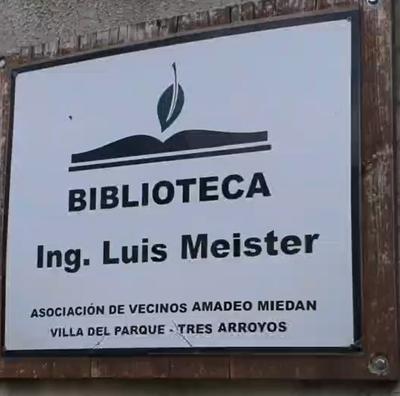 BIBLIOTECA
Ing. Luis Meister
ASOCIACIÓN DE VECINOS AMADEO MIEDAN
VILLA DEL PARQUE - TRES ARROYOS